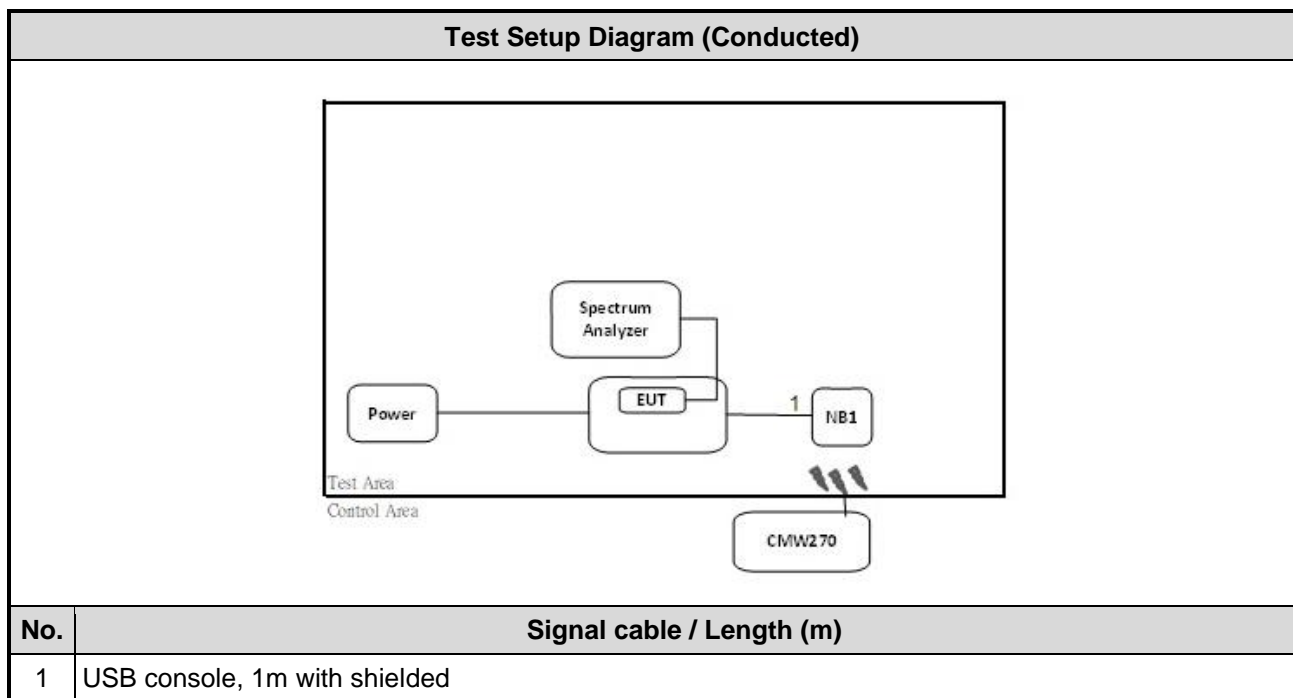 Test Setup Diagram (Conducted)
Spectrum
Analyzer
EUT
Power
1
NB1
Test Area
Control Area
CMW270
No. Signal cable / Length (m)
1 USB console, 1m with shielded